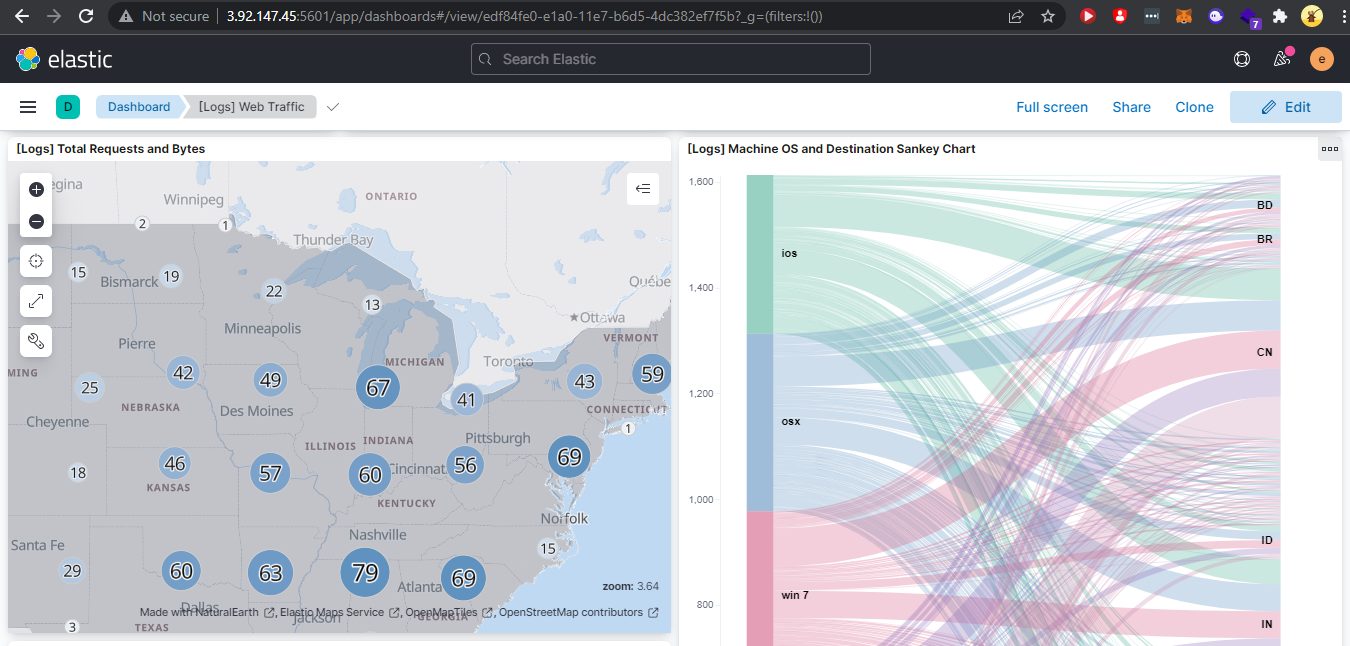 Not secure
3.92.147.45:5601/app/dashboards#/view/edf84fe0-e1a0-11e7-b6d5-4dc382ef7f5b?_g=(filters:!())
7
elastic
Search Elastic
e
D
Dashboard
[Logs] Web Traffic
Full screen
Share
Clone
Edit
[Logs] Total Requests and Bytes
egina
Winnipeg
ONTARIO
2
1
Thunder Bay
15
Bismarck
19
22
13
Québe
Ottawa
Minneapolis
Pierre
VERMONT
MICHIGAN
Toronto
MING
25
42
49
67
41
43
59
NEBRASKA
Des Moines
CONNECTICUT
Cheyenne
1
ILLINOIS
INDIANA
Pittsburgh
18
46
57
60
Cincinnat
56
69
KANSAS
KENTUCKY
Norfolk
Nashville
Santa Fe
15
29
60
63
79
Atlanta
69
zoom: 3.64
Dallas
Made with NaturalEarth , Elastic Maps Service , OpenMapTiles , OpenStreetMap contributors
Jackson
GEORGIA
3
TEXAS
[Logs] Machine OS and Destination Sankey Chart
1,600
1,400
1,200
1,000
800
ios
osx
win 7
BD
BR
CN
ID
IN